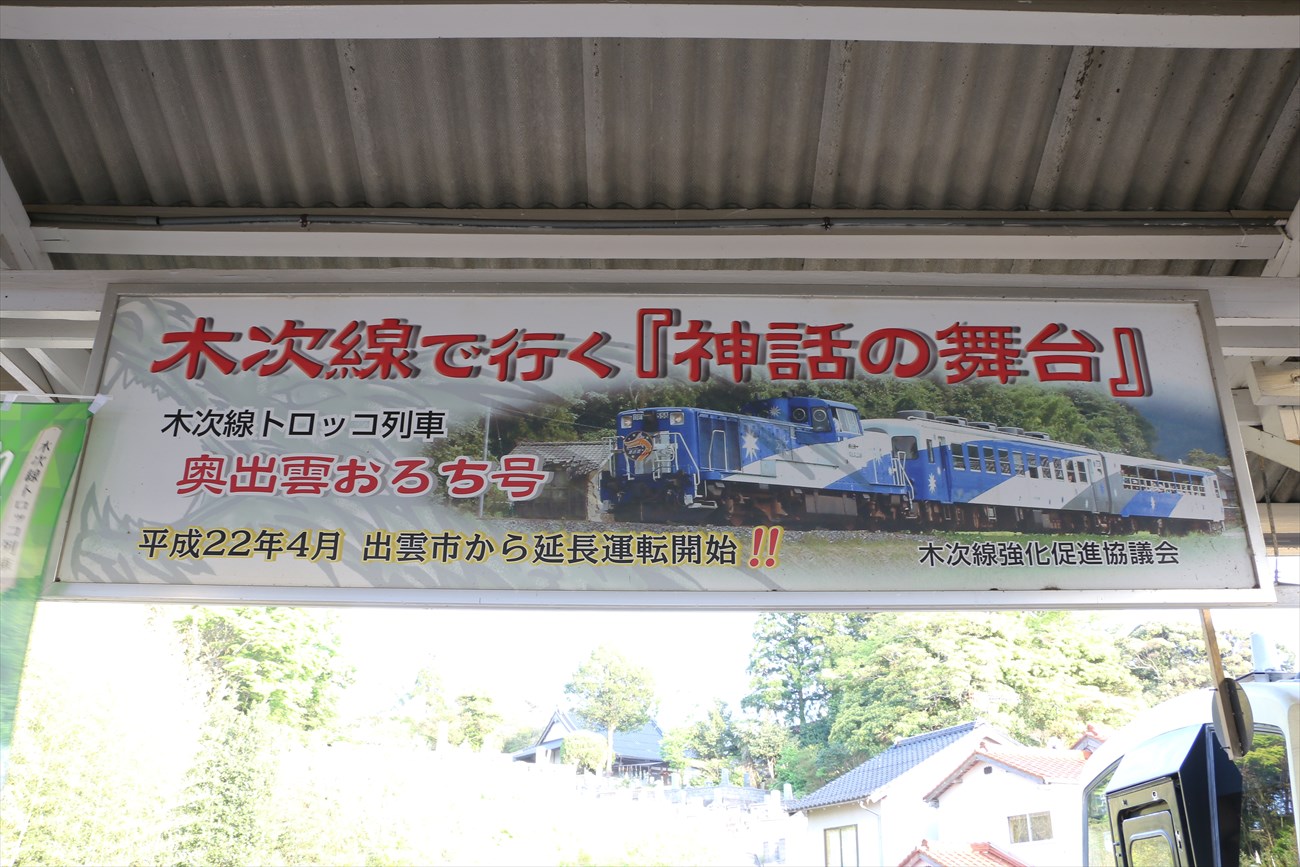 木次線で行く『神話の舞台』
木次線トロッコ列車
奥出雲おろち号
平成22年4月 出雲市から延長運転開始!!
木次線強化促進協議会